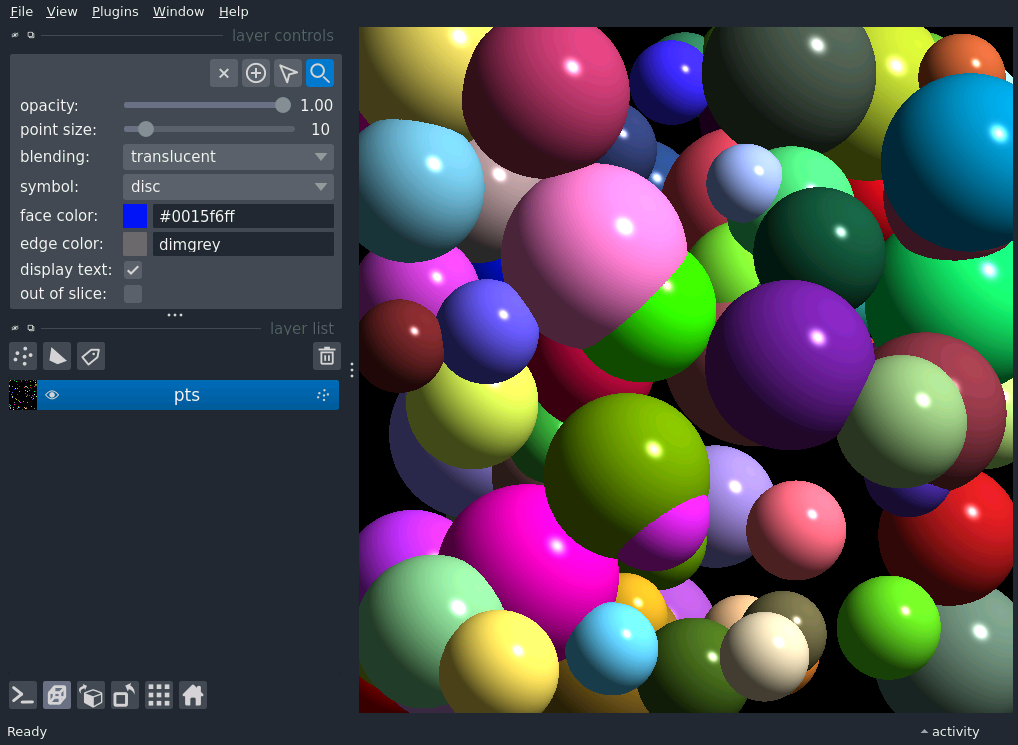 File View Plugins Window Help
layer controls
opacity: 1.00
point size: 10
blending: translucent
symbol: disc
face color: #0015f6ff
edge color: dimgrey
display text:
out of slice:
layer list
pts
Ready
activity